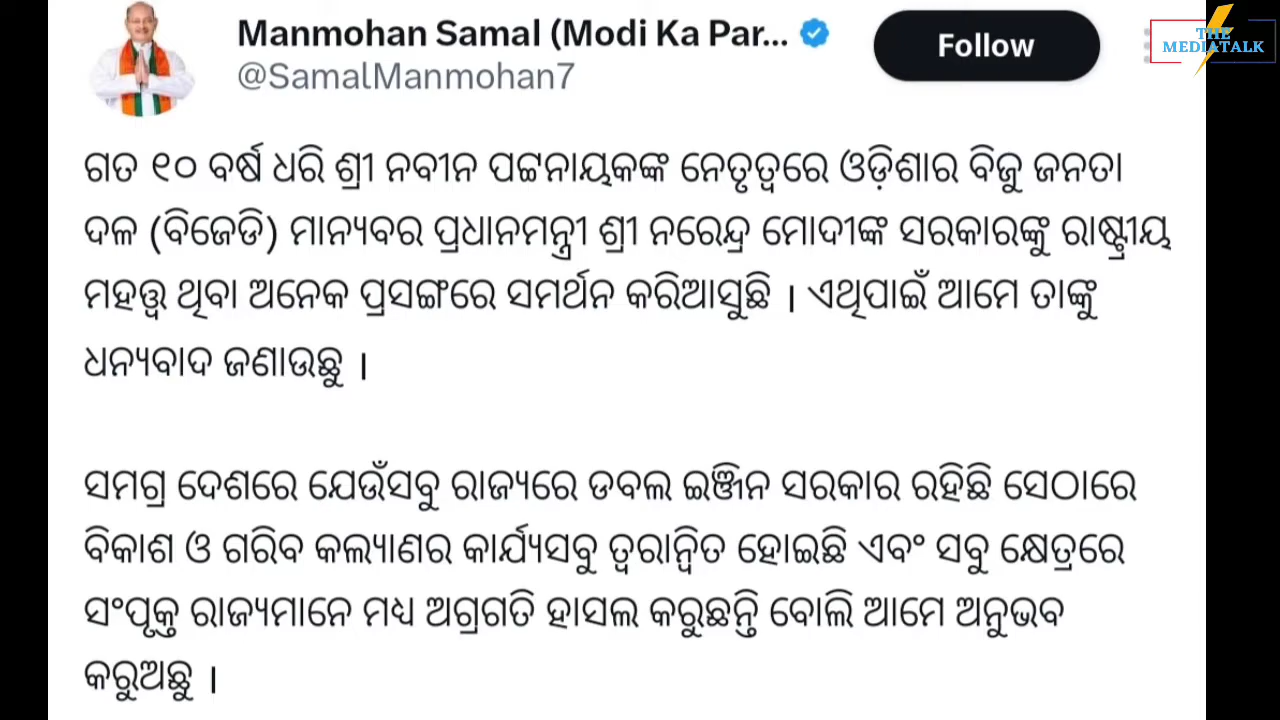 Manmohan Samal (Modi Ka Par...
@SamalManmohan7
Follow
THE
MEDIATALK
ଗତ ୧୦ ବର୍ଷ ଧରି ଶ୍ରୀ ନବୀନ ପଟ୍ଟନାୟକଙ୍କ ନେତୃତ୍ୱରେ ଓଡ଼ିଶାର ବିଜୁ ଜନତା
ଦଳ (ବିଜେଡି) ମାନ୍ୟବର ପ୍ରଧାନମନ୍ତ୍ରୀ ଶ୍ରୀ ନରେନ୍ଦ୍ର ମୋଦୀଙ୍କ ସରକାରଙ୍କୁ ରାଷ୍ଟ୍ରୀୟ
ମହତ୍ତ୍ୱ ଥିବା ଅନେକ ପ୍ରସଙ୍ଗରେ ସମର୍ଥନ କରିଆସୁଛି । ଏଥିପାଇଁ ଆମେ ତାଙ୍କୁ
ଧନ୍ୟବାଦ ଜଣାଉଛୁ ।
ସମଗ୍ର ଦେଶରେ ଯେଉଁସବୁ ରାଜ୍ୟରେ ଡବଲ ଇଞ୍ଜିନ ସରକାର ରହିଛି ସେଠାରେ
ବିକାଶ ଓ ଗରିବ କଲ୍ୟାଣର କାର୍ଯ୍ୟସବୁ ତ୍ୱରାନ୍ୱିତ ହୋଇଛି ଏବଂ ସବୁ କ୍ଷେତ୍ରରେ
ସଂପୃକ୍ତ ରାଜ୍ୟମାନେ ମଧ୍ୟ ଅଗ୍ରଗତି ହାସଲ କରୁଛନ୍ତି ବୋଲି ଆମେ ଅନୁଭବ
କରୁଅଛୁ ।